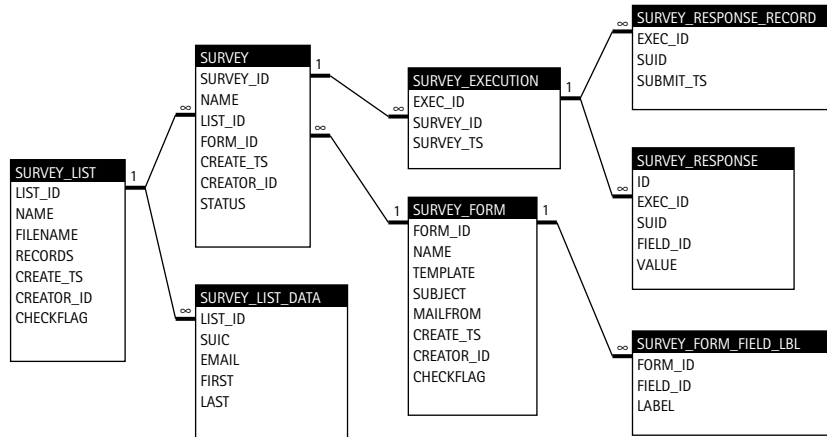 SURVEY_LIST
LIST_ID
NAME
FILENAME
RECORDS
CREATE_TS
CREATOR_ID
CHECKFLAG
1
∞
SURVEY
SURVEY_ID
NAME
LIST_ID
FORM_ID
CREATE_TS
CREATOR_ID
STATUS
1
∞
∞
SURVEY_LIST_DATA
LIST_ID
SUIC
EMAIL
FIRST
LAST
∞
SURVEY_EXECUTION
EXEC_ID
SURVEY_ID
SURVEY_TS
1
1
SURVEY_FORM
FORM_ID
NAME
TEMPLATE
SUBJECT
MAILFROM
CREATE_TS
CREATOR_ID
CHECKFLAG
1
∞
SURVEY_RESPONSE_RECORD
EXEC_ID
SUID
SUBMIT_TS
∞
SURVEY_RESPONSE
ID
EXEC_ID
SUID
FIELD_ID
VALUE
∞
SURVEY_FORM_FIELD_LBL
FORM_ID
FIELD_ID
LABEL